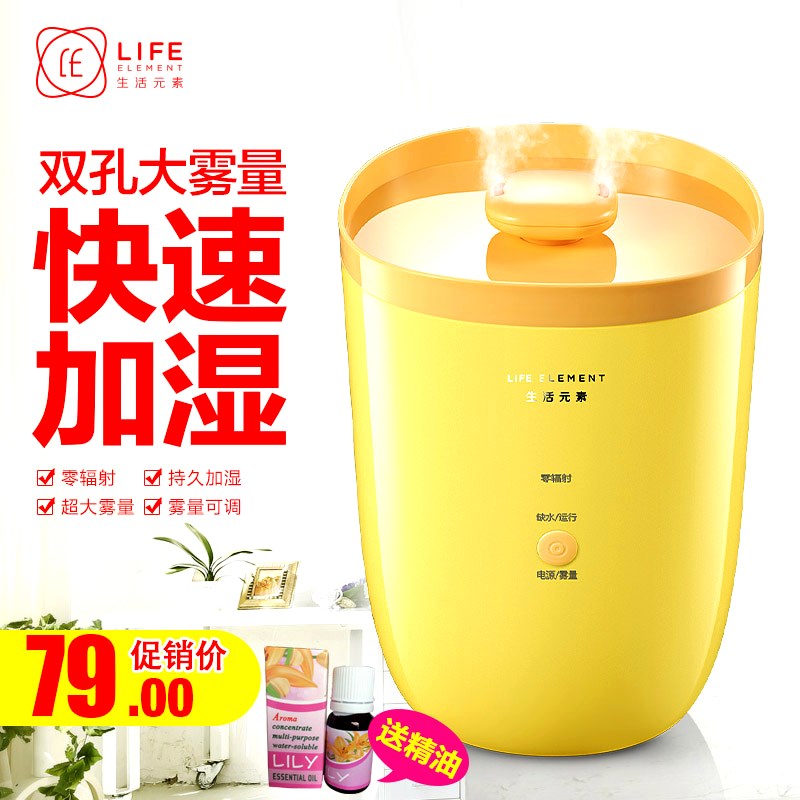 LE
LIFE
ELEMENT
生活元素
双孔大雾量
快速
加湿
零辐射
持久加湿
超大雾量
雾量可调
LIFE ELEMENT
生活元素
零辐射
缺水/运行
电源/雾量
79.00
促销价
Aroma
concentrate
multi-purpose
water-soluble
LILY
ESSENTIAL OIL
LY
送精油